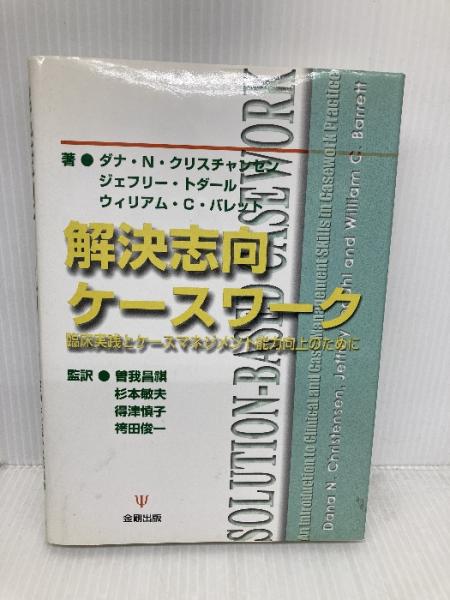 著●ダナ・N・クリスチャンセン
ジェフリー・トダール
ウィリアム・C・バレット
解決志向
ケースワーク
臨床実践とケースマネジメント能力向上のために
監訳●曽我昌祺
杉本敏夫
得津慎子
袴田俊一
金剛出版
SOLUTION-BASED CASEWORK
An Introduction to Clinical and Case Management Skills in Casework Practice
Dana N. Christensen, Jeffrey Todahl and William C. Barrett